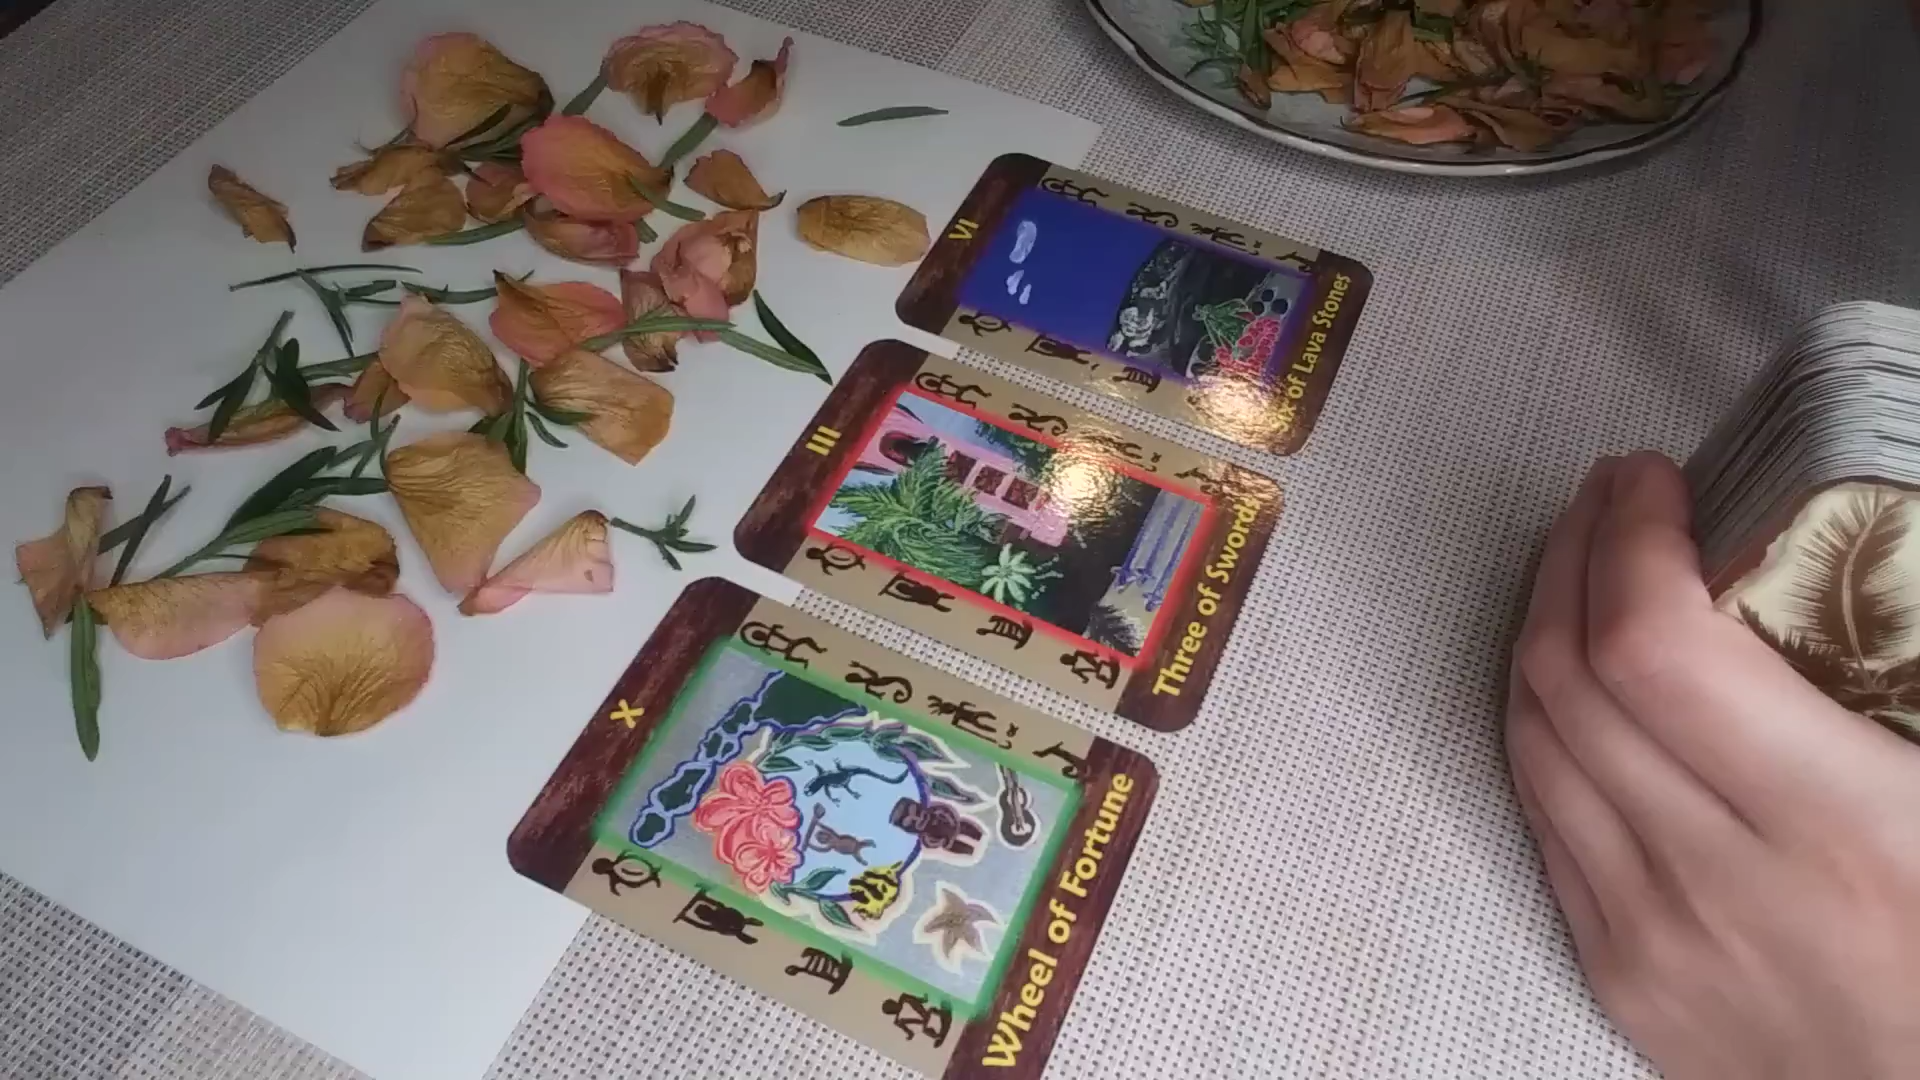 VI
Six of Lava Stones
III
Three of Swords
X
Wheel of Fortune